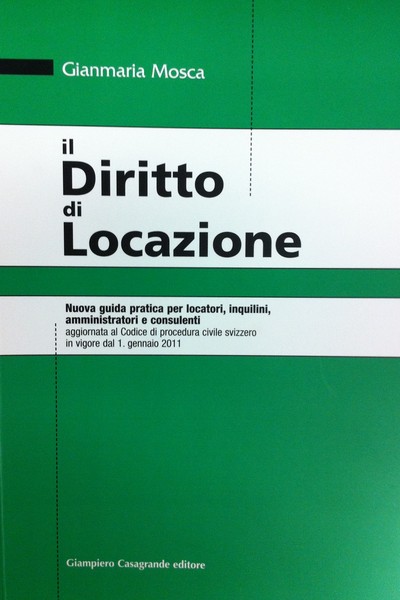 Gianmaria Mosca
il
Diritto
di
Locazione
Nuova guida pratica per locatori, inquilini,
amministratori e consulenti
aggiornata al Codice di procedura civile svizzero
in vigore dal 1. gennaio 2011
Giampiero Casagrande editore